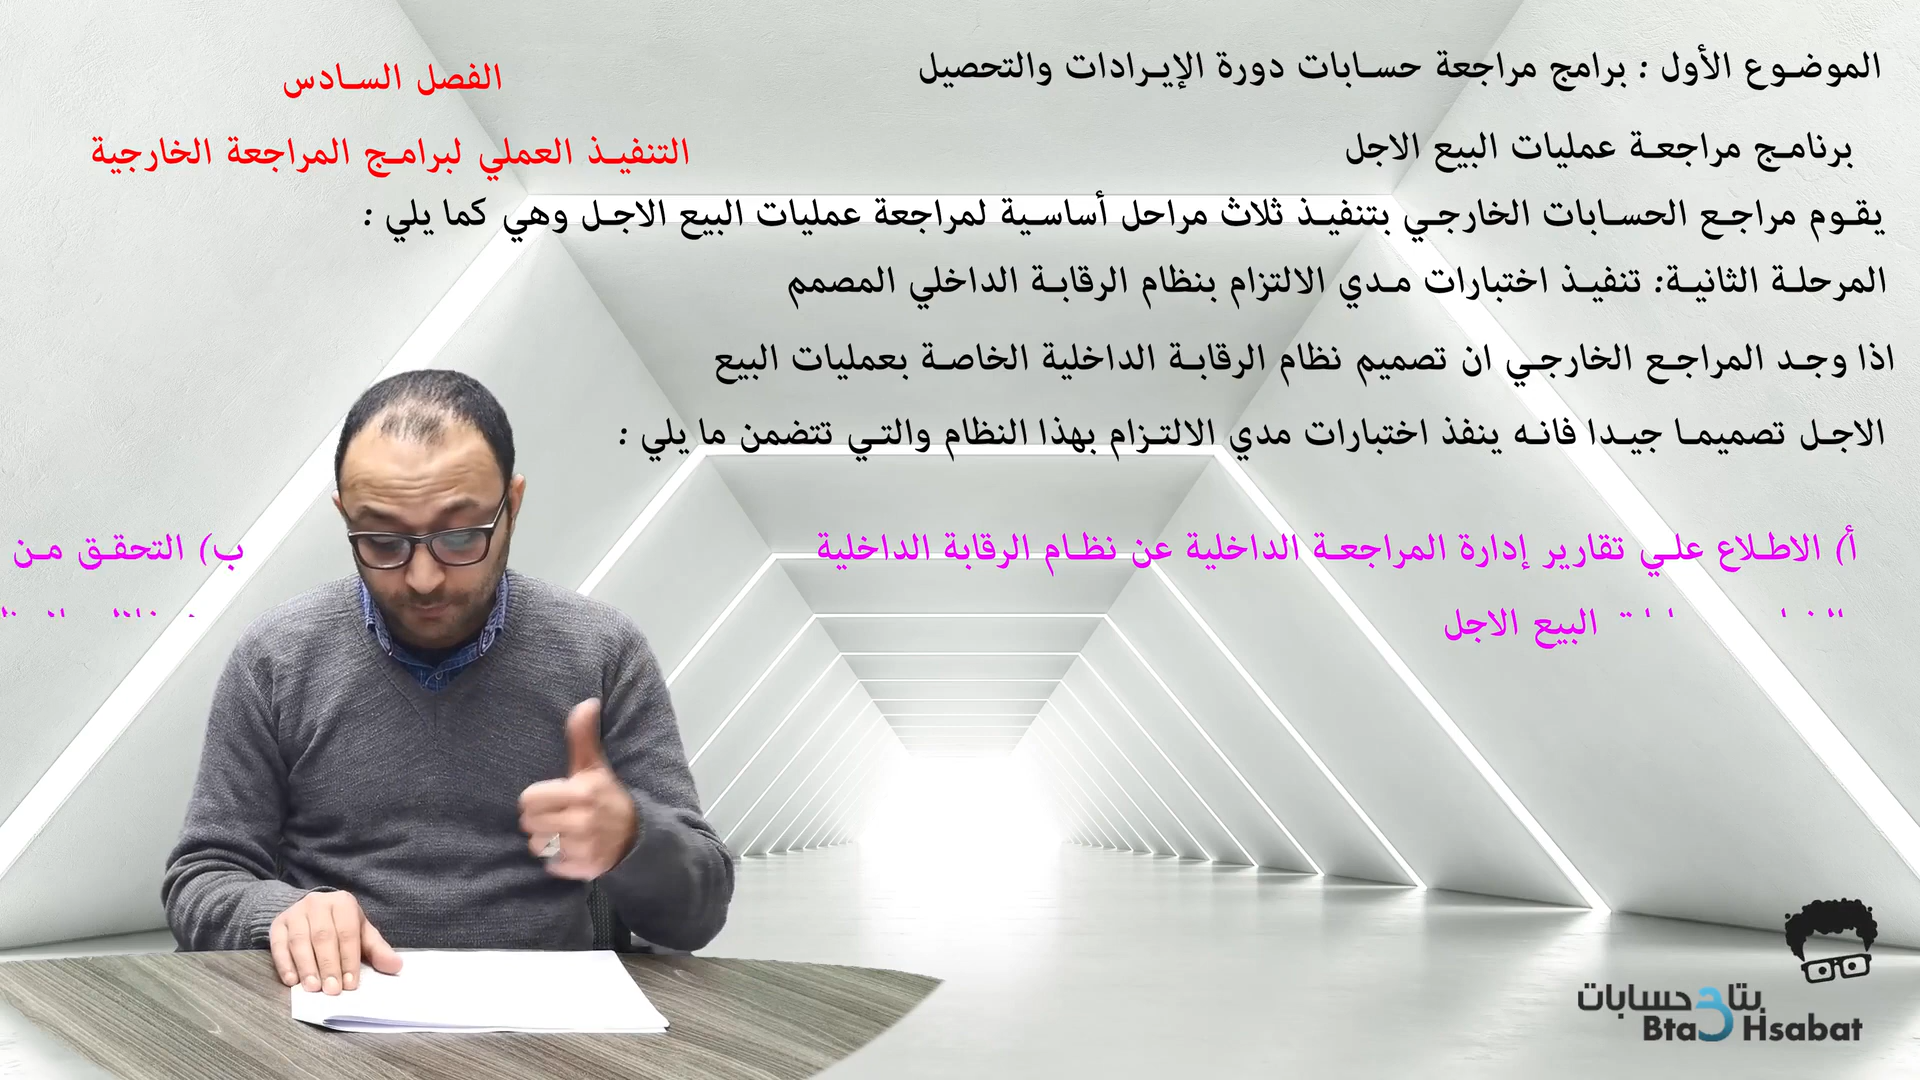 الفصل السادس
التنفيذ العملي لبرامج المراجعة الخارجية
الموضوع الأول : برامج مراجعة حسابات دورة الإيرادات والتحصيل
برنامج مراجعة عمليات البيع الاجل
يقوم مراجع الحسابات الخارجي بتنفيذ ثلاث مراحل أساسية لمراجعة عمليات البيع الاجل وهي كما يلي :
المرحلة الثانية: تنفيذ اختبارات مدي الالتزام بنظام الرقابة الداخلي المصمم
اذا وجد المراجع الخارجي ان تصميم نظام الرقابة الداخلية الخاصة بعمليات البيع
الاجل تصميما جيدا فانه ينفذ اختبارات مدي الالتزام بهذا النظام والتي تتضمن ما يلي :
أ) الاطلاع علي تقارير إدارة المراجعة الداخلية عن نظام الرقابة الداخلية
البيع الاجل
ب) التحقق من
بتاع حسابات
Bta3 Hsabat